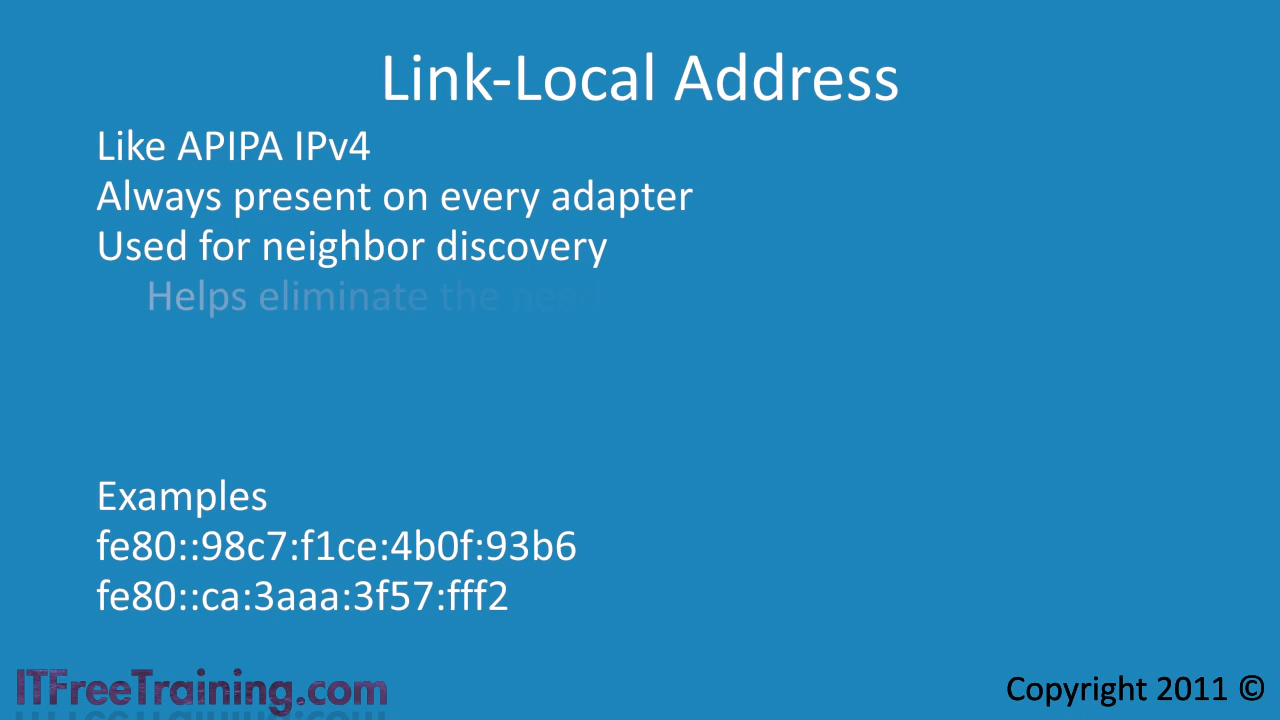 Link-Local Address
Like APIPA IPv4
Always present on every adapter
Used for neighbor discovery
Helps eliminate the need
Examples
fe80::98c7:f1ce:4b0f:93b6
fe80::ca:3aaa:3f57:fff2
ITFreeTraining.com
Copyright 2011 ©